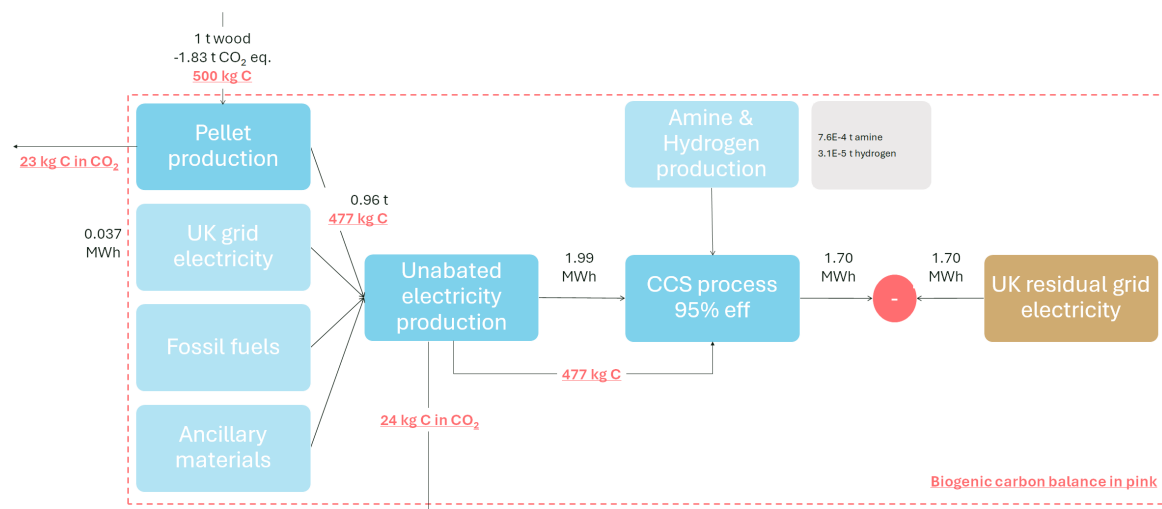 1 t wood
-1.83 t CO₂ eq.
500 kg C
Pellet
production
23 kg C in CO₂
0.96 t
477 kg C
0.037
MWh
UK grid
electricity
Fossil fuels
Ancillary
materials
Unabated
electricity
production
24 kg C in CO₂
477 kg C
1.99
MWh
Amine &
Hydrogen
production
7.6E-4 t amine
3.1E-5 t hydrogen
CCS process
95% eff
1.70
MWh
-
1.70
MWh
UK residual grid
electricity
Biogenic carbon balance in pink